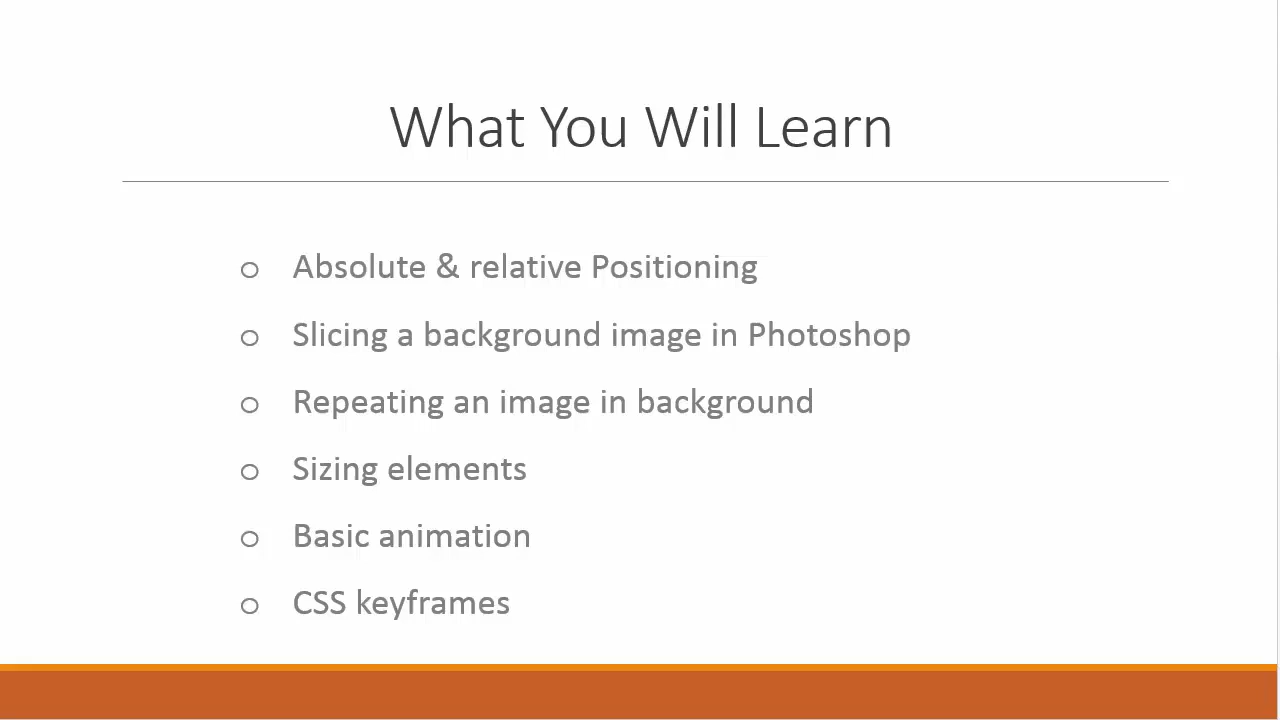 What You Will Learn
o Absolute & relative Positioning
o Slicing a background image in Photoshop
o Repeating an image in background
o Sizing elements
o Basic animation
o CSS keyframes